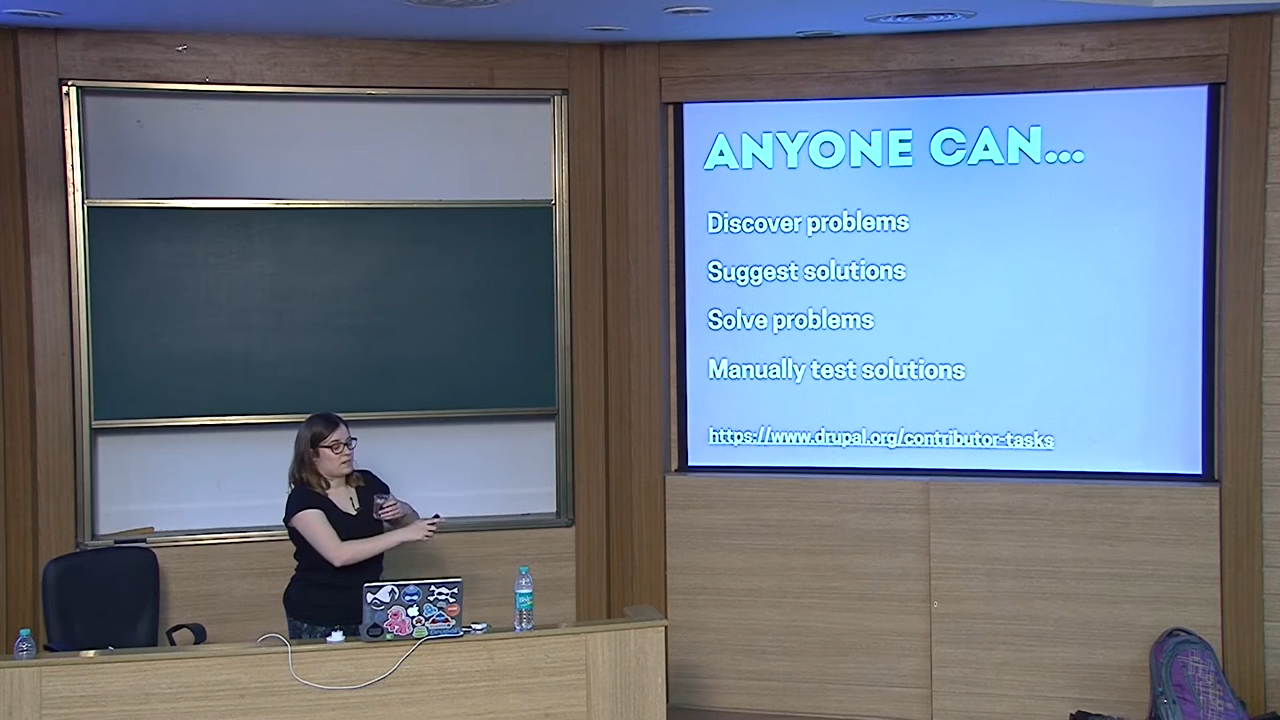 ANYONE CAN...
Discover problems
Suggest solutions
Solve problems
Manually test solutions
https://www.drupal.org/contributor-tasks